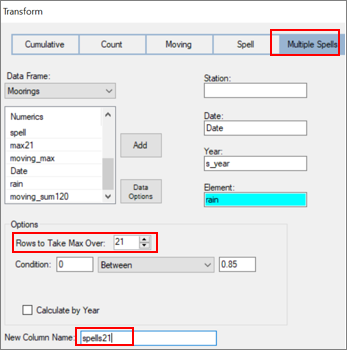 Transform
Cumulative Count Moving Spell Multiple Spells
Data Frame:
Moorings
Station:
Numerics
spell
max21
moving_max
Date
rain
moving_sum120
Add
Data Options
Date:
Date
Year:
s_year
Element:
rain
Options
Rows to Take Max Over: 21
Condition: 0 Between 0.85
Calculate by Year
New Column Name: spells21